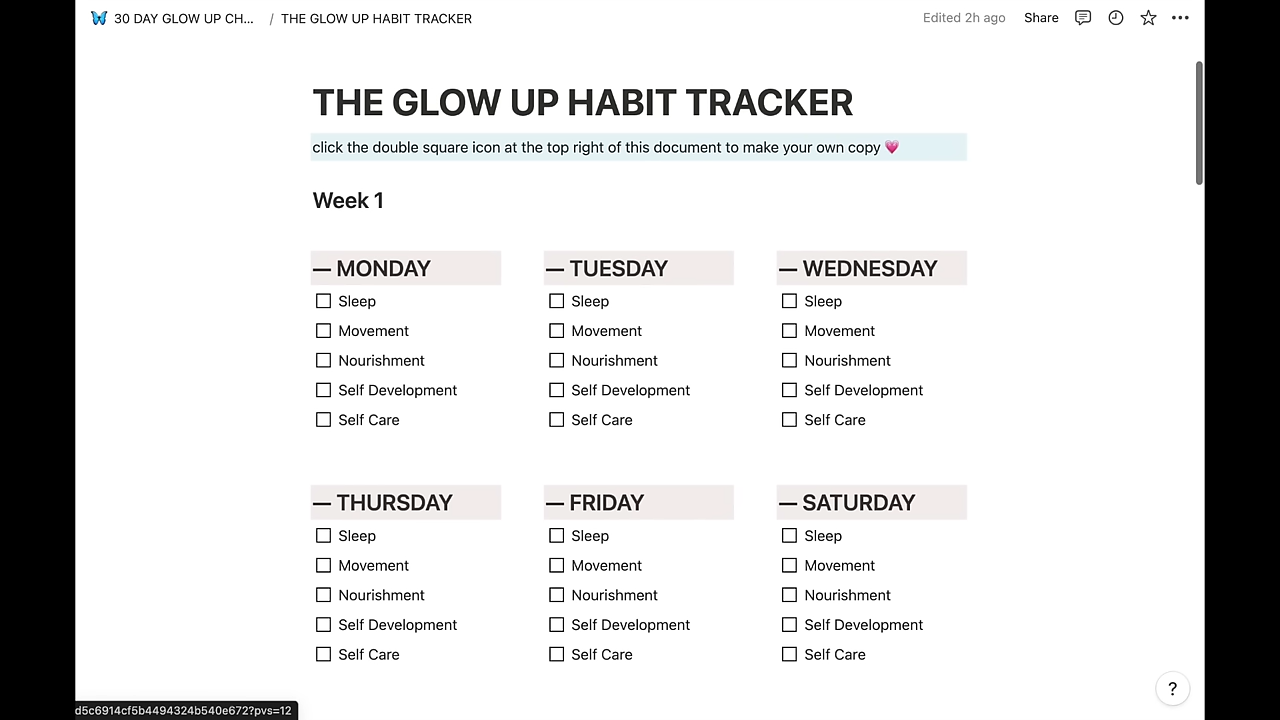 🦋 30 DAY GLOW UP CH... / THE GLOW UP HABIT TRACKER
Edited 2h ago Share
THE GLOW UP HABIT TRACKER
click the double square icon at the top right of this document to make your own copy 💗
Week 1
— MONDAY — TUESDAY — WEDNESDAY
Sleep Sleep Sleep
Movement Movement Movement
Nourishment Nourishment Nourishment
Self Development Self Development Self Development
Self Care Self Care Self Care
— THURSDAY — FRIDAY — SATURDAY
Sleep Sleep Sleep
Movement Movement Movement
Nourishment Nourishment Nourishment
Self Development Self Development Self Development
Self Care Self Care Self Care
?
d5c6914cf5b4494324b540e672?pvs=12